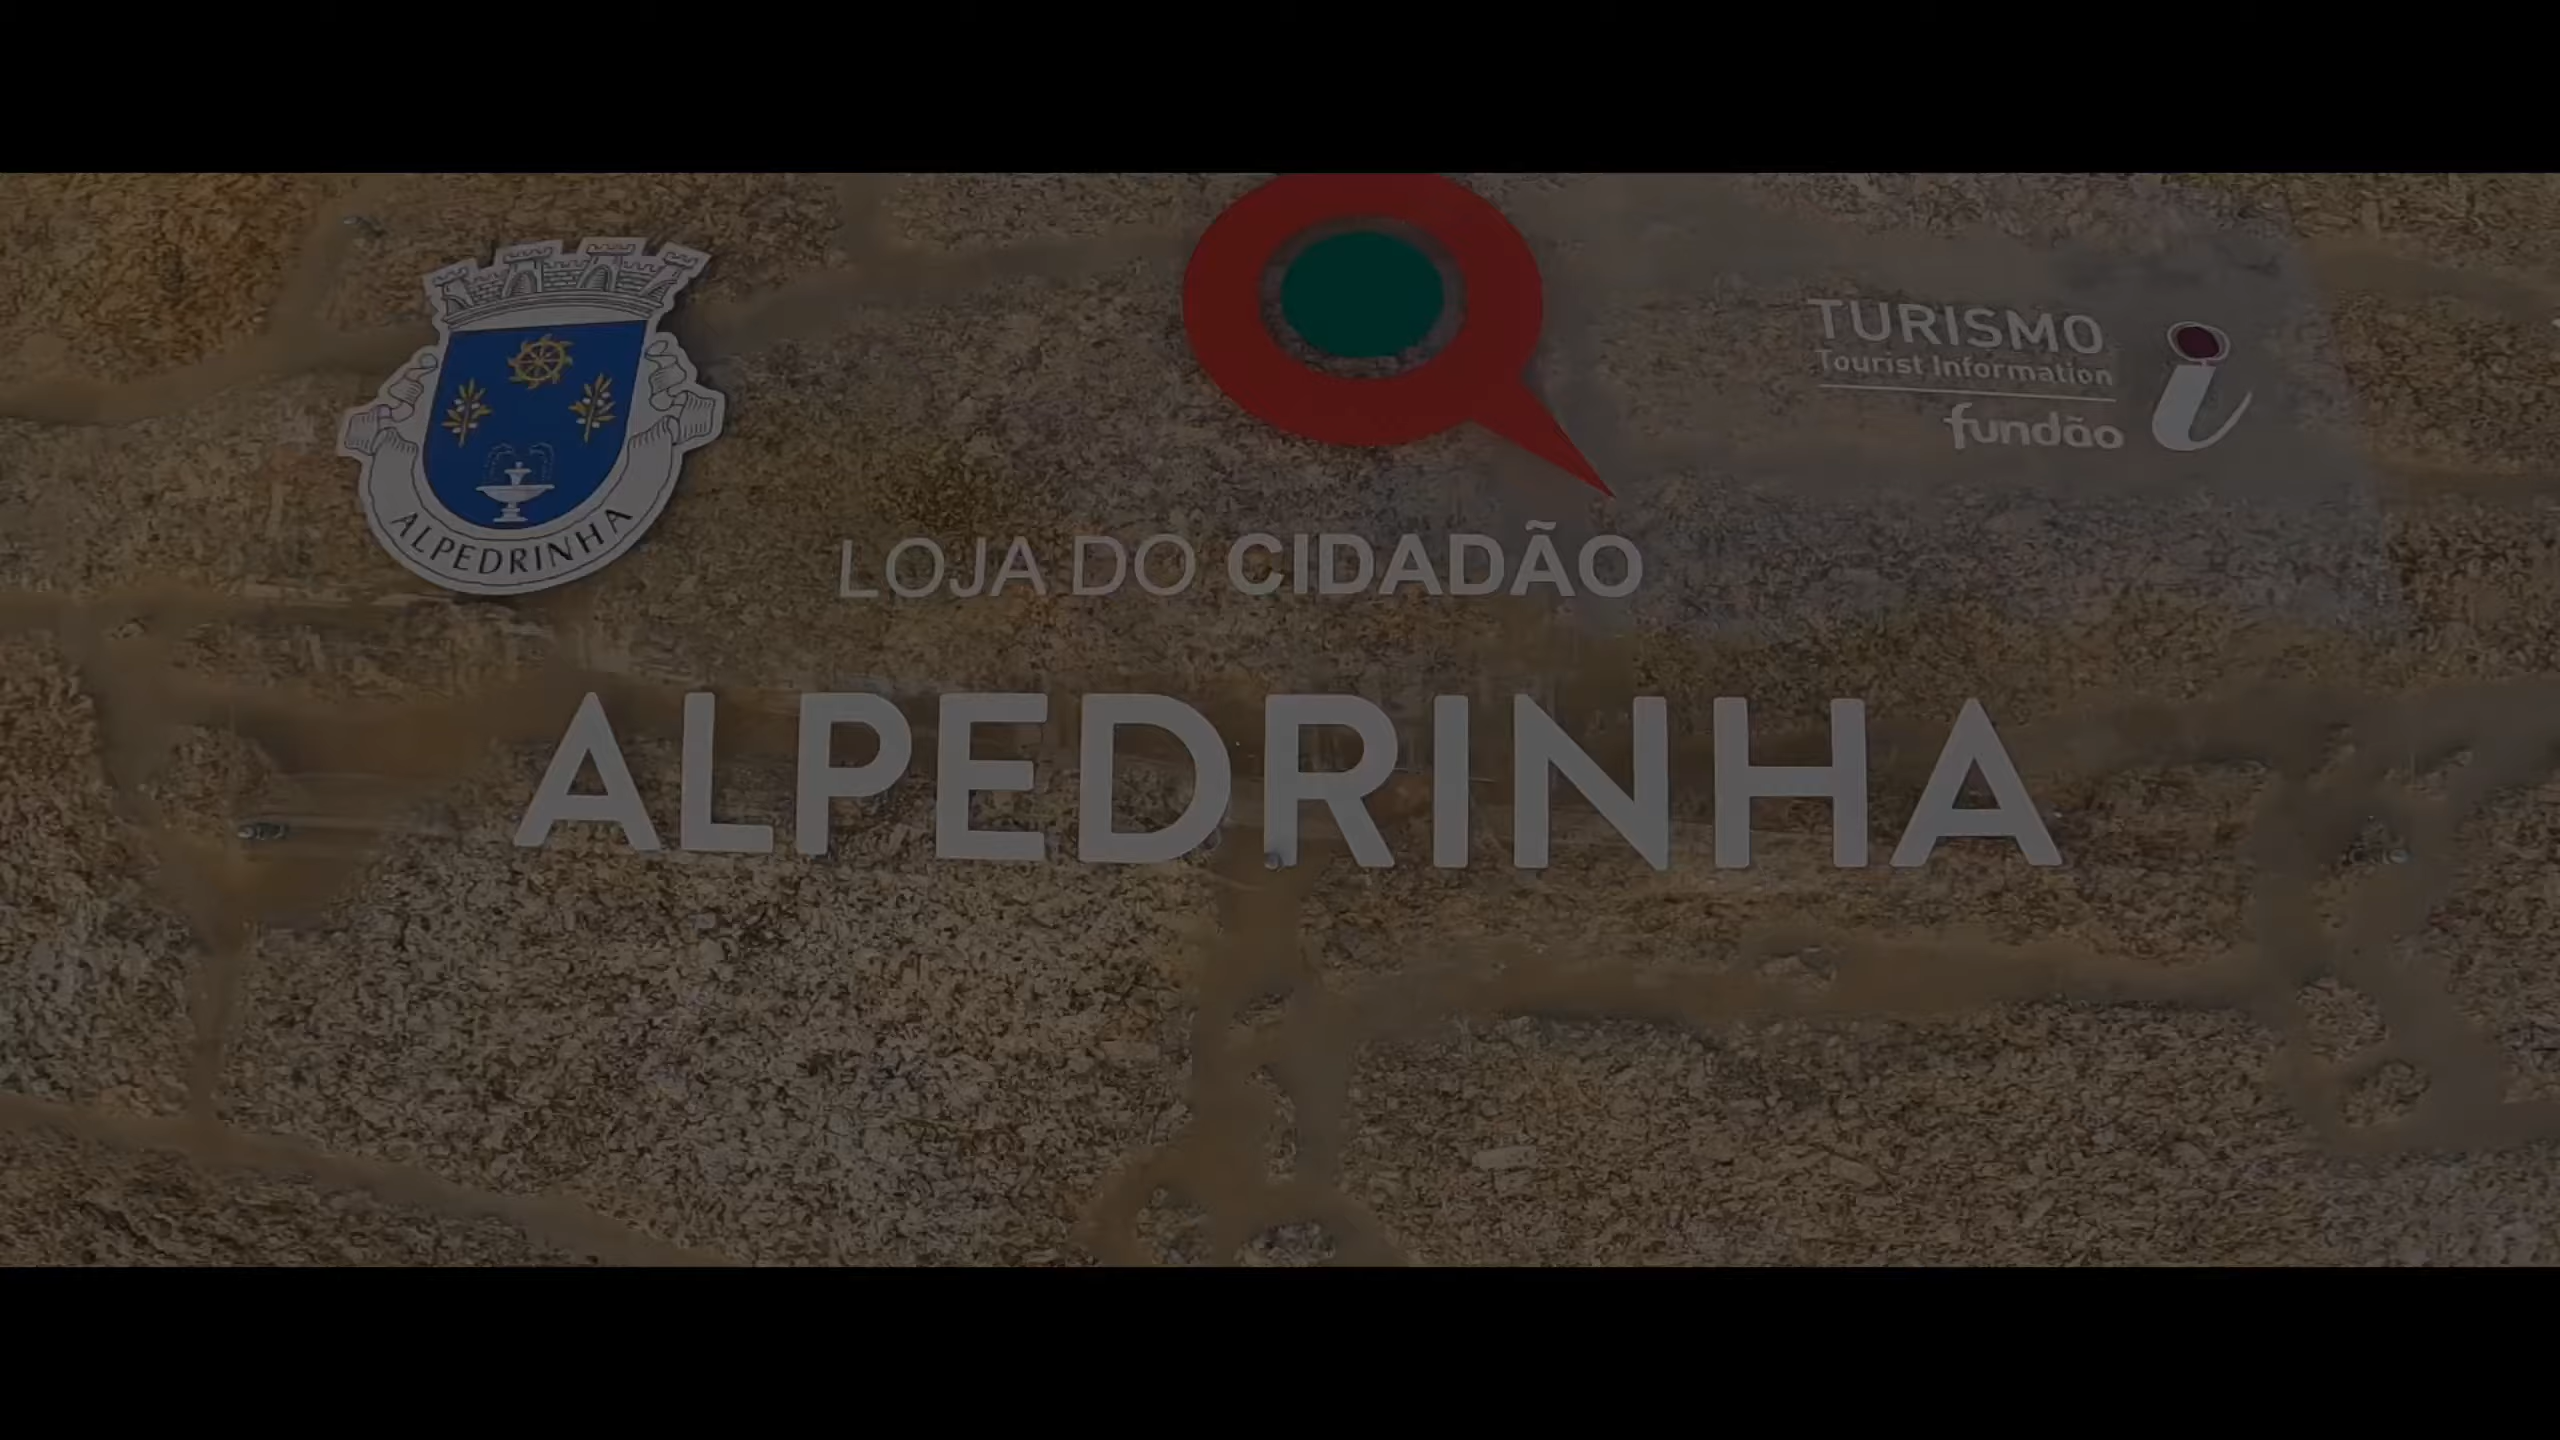 ALPEDRINHA
TURISMO
Tourist Information
fundão
i
LOJA DO CIDADÃO
ALPEDRINHA